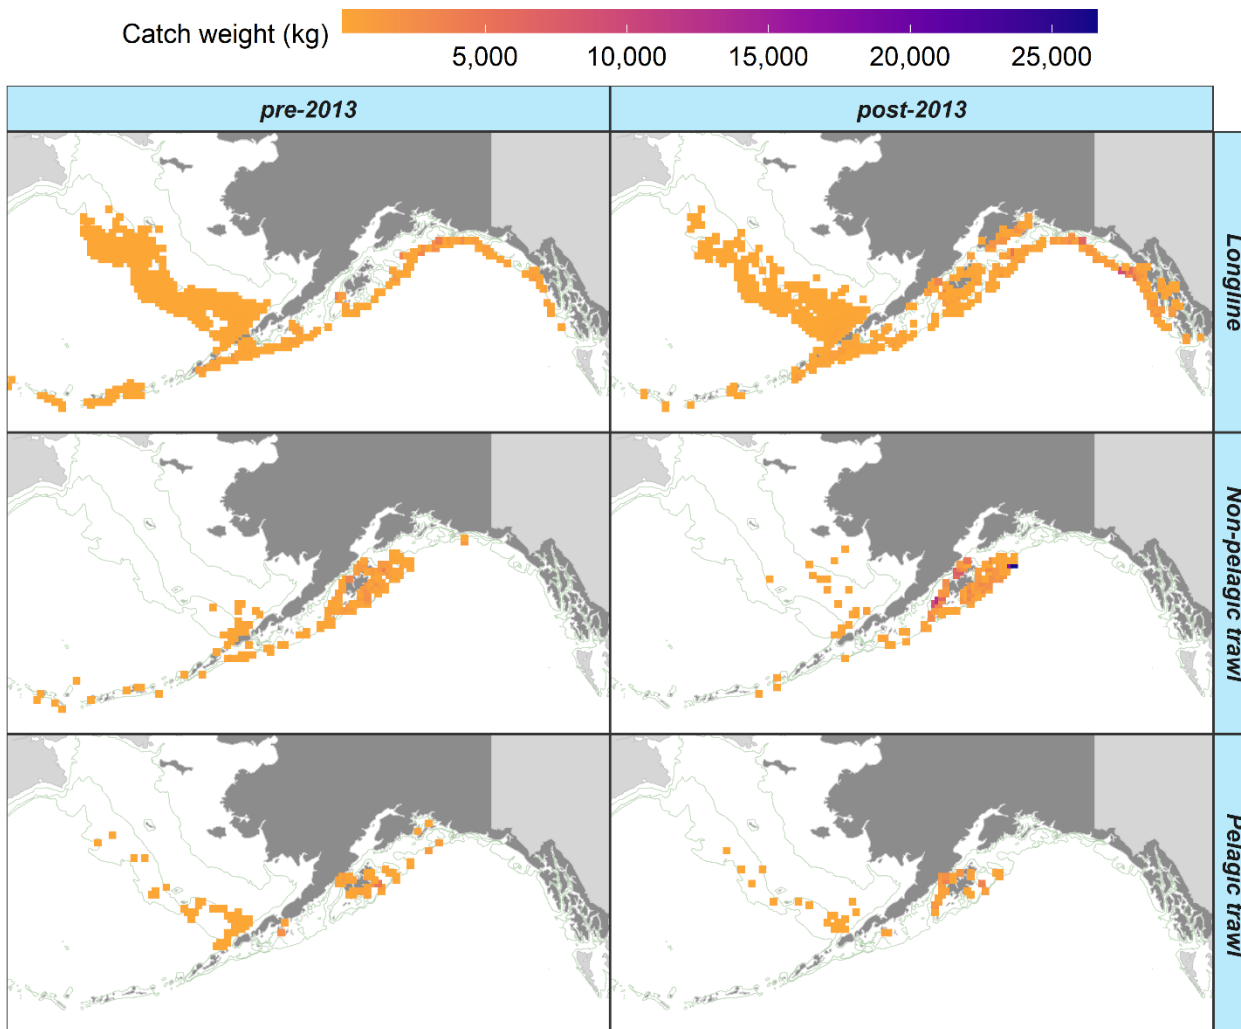 Catch weight (kg)
5,000 10,000 15,000 20,000 25,000
pre-2013 post-2013
Longline
Non-pelagic trawl
Pelagic trawl